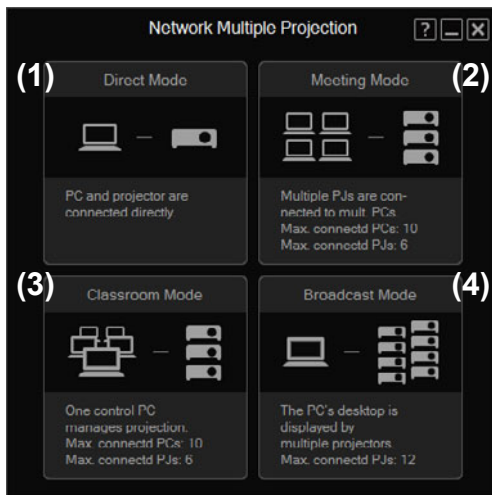 Network Multiple Projection
?
(1)
Direct Mode
PC and projector are
connected directly
(2)
Meeting Mode
Multiple PJs are con-
nected to mult. PCs
Max. connectd PCs: 10
Max. connectd PJs: 6
(3)
Classroom Mode
One control PC
manages projection.
Max. connectd PCs: 10
Max. connectd PJs: 6
(4)
Broadcast Mode
The PC's desktop is
displayed by
multiple projectors
Max. connectd PJs: 12